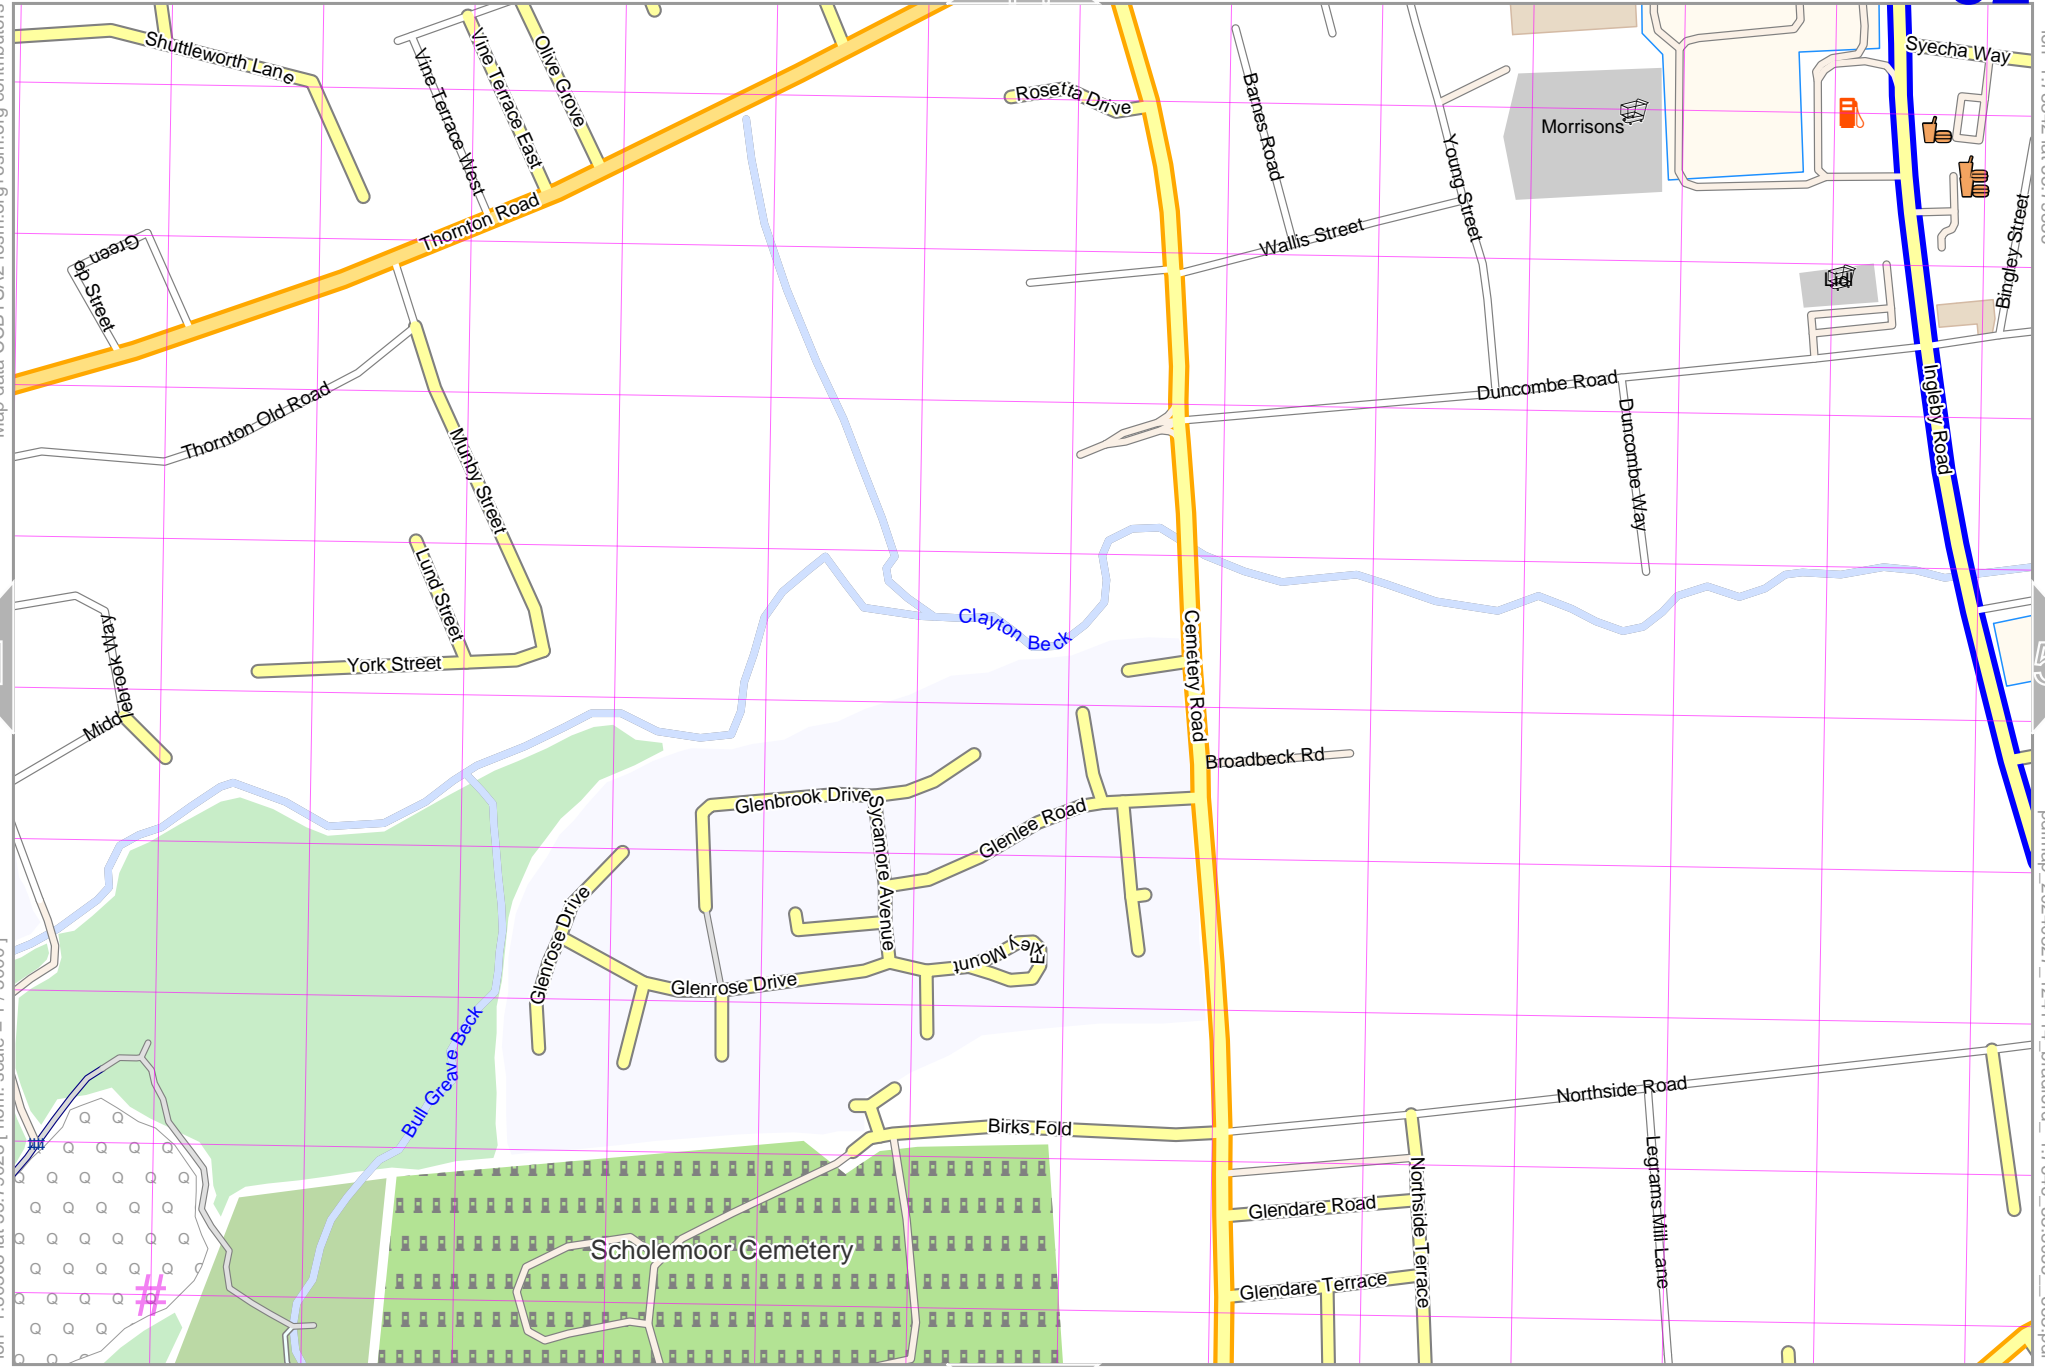 Shuttleworth Lane
Vine Terrace West
Vine Terrace East
Olive Grove
Rosetta Drive
Barnes Road
Young Street
Morrisons
Syecha Way
Thornton Road
Green
op Street
Wallis Street
Bingley Street
Lidl
Thornton Old Road
Munby Street
Duncombe Road
Duncombe Way
Ingleby Road
Lund Street
York Street
Clayton Beck
Cemetery Road
Middlebrook Way
Broadbeck Rd
Glenbrook Drive
Sycamore Avenue
Glenlee Road
Glenrose Drive
Glenrose Drive
Exley Mount
Bull Greave Beck
Birks Fold
Northside Road
Northside Terrace
Legrams Mill Lane
Glendare Road
Glendare Terrace
Scholemoor Cemetery
#